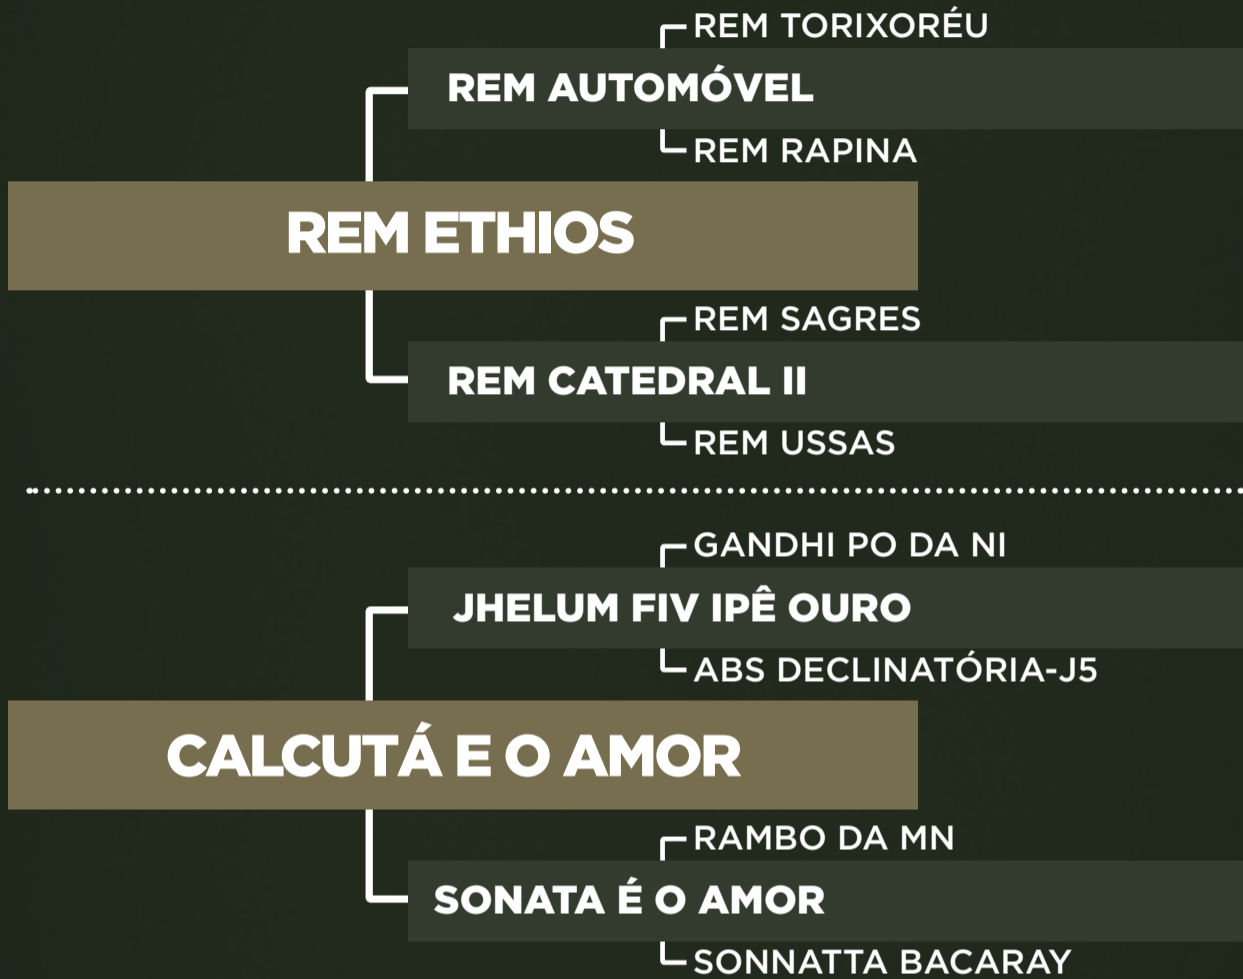 REM TORIXORÉU
REM AUTOMÓVEL
REM RAPINA
REM ETHIOS
REM SAGRES
REM CATEDRAL II
REM USSAS
GANDHI PO DA NI
JHELUM FIV IPÊ OURO
ABS DECLINATÓRIA-J5
CALCUTÁ E O AMOR
RAMBO DA MN
SONATA É O AMOR
SONNATTA BACARAY